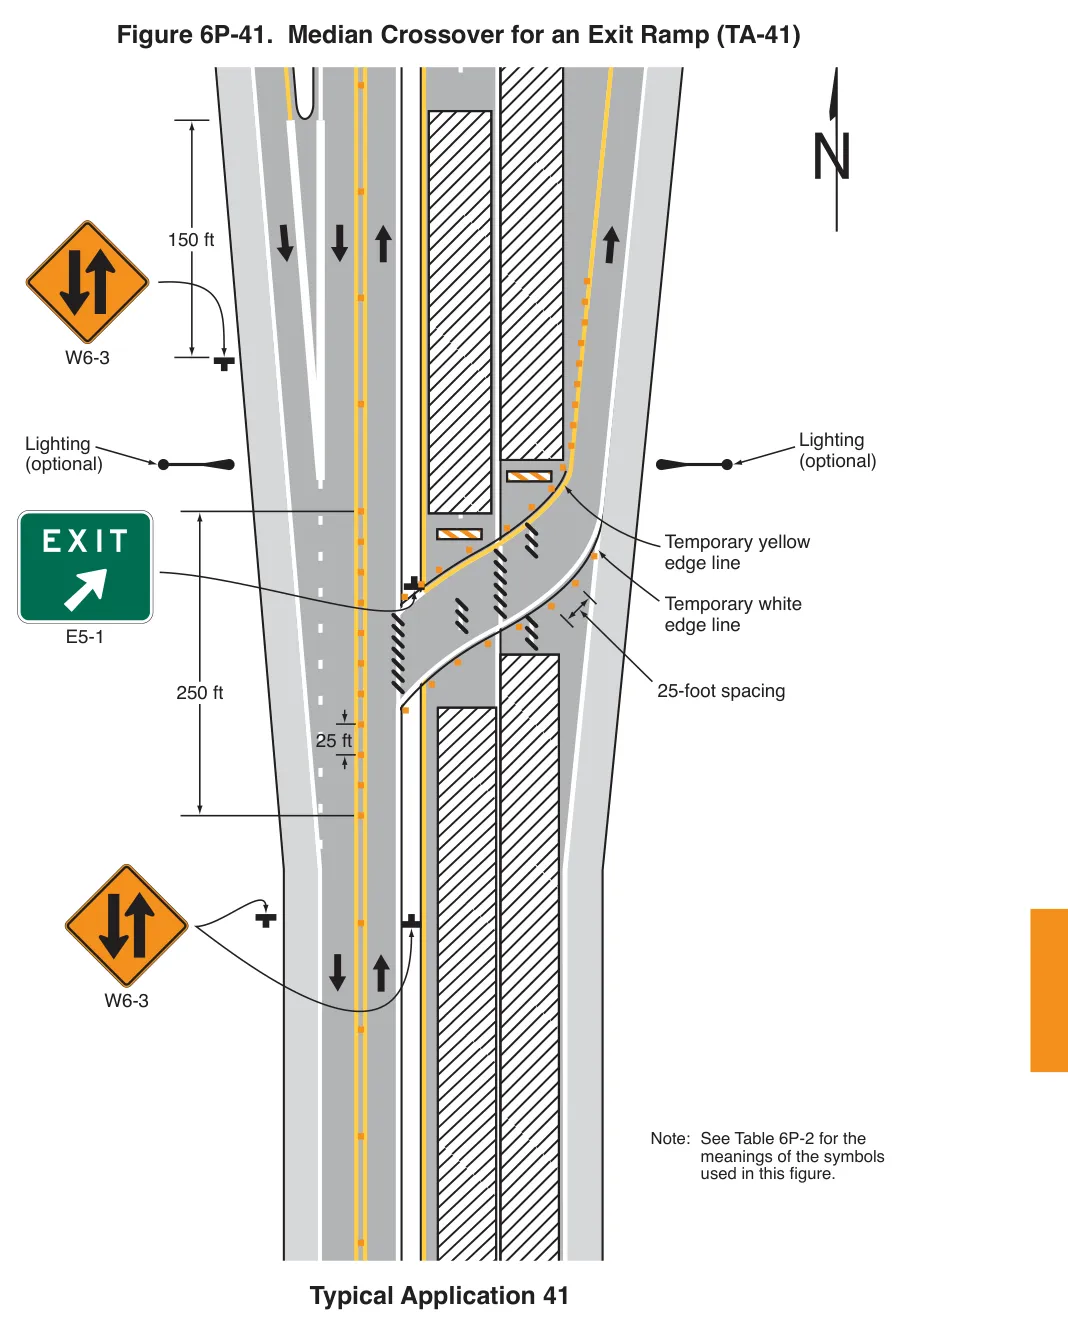 Figure 6P-41.  Median Crossover for an Exit Ramp (TA-41)
N
150 ft
W6-3
Lighting
(optional)
Lighting
(optional)
EXIT
E5-1
Temporary yellow
edge line
Temporary white
edge line
25-foot spacing
250 ft
25 ft
W6-3
Note:  See Table 6P-2 for the
meanings of the symbols
used in this figure.
Typical Application 41